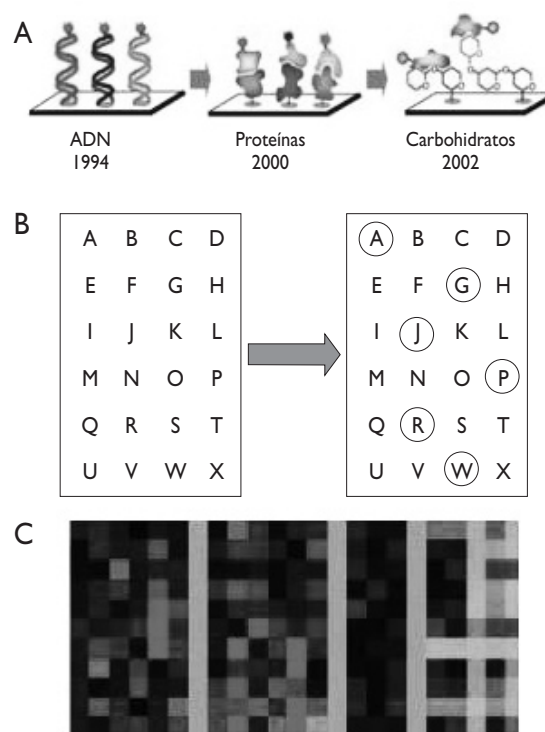 A
ADN
1994
Proteínas
2000
Carbohidratos
2002
B
A B C D
E F G H
I J K L
M N O P
Q R S T
U V W X
A B C D
E F G H
I J K L
M N O P
Q R S T
U V W X
C